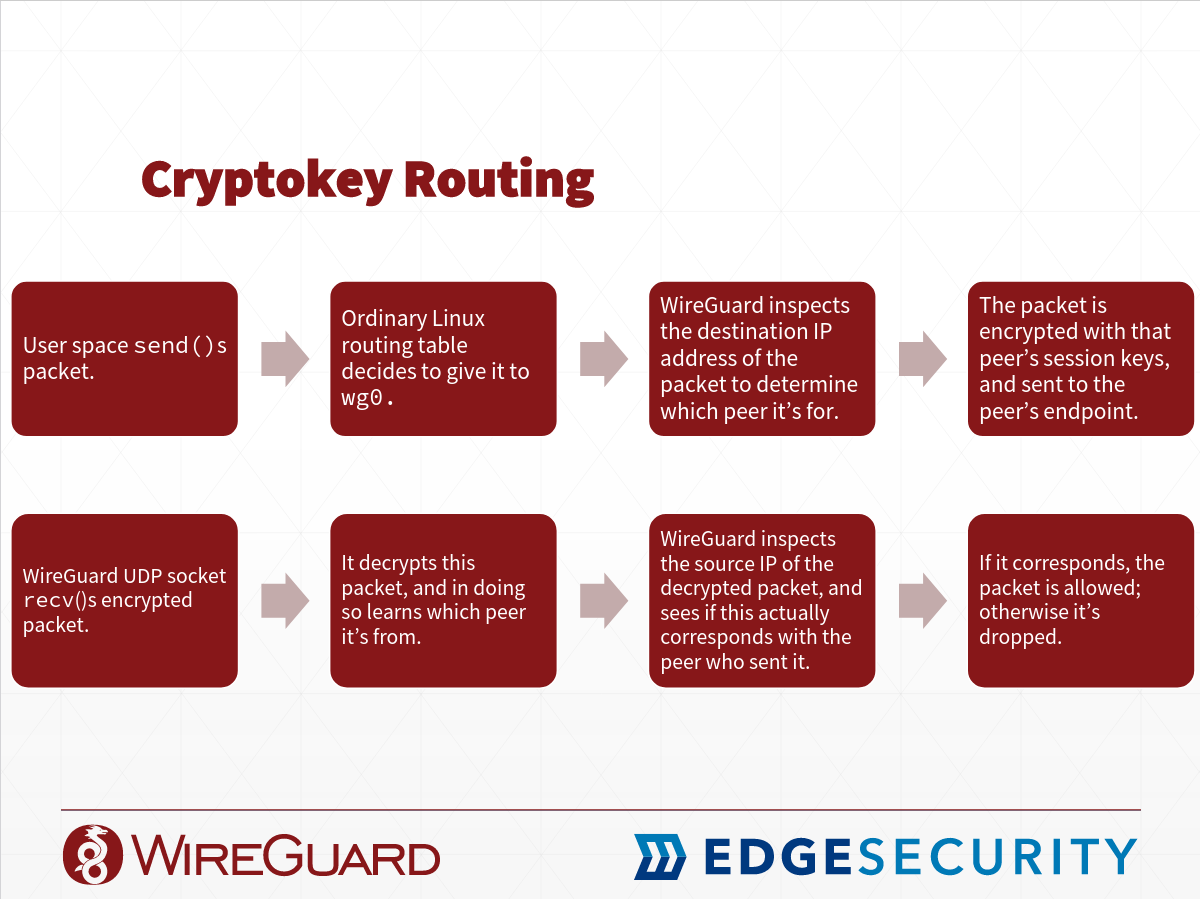 Cryptokey Routing
User space send()s
packet.
Ordinary Linux
routing table
decides to give it to
wg0.
WireGuard inspects
the destination IP
address of the
packet to determine
which peer it’s for.
The packet is
encrypted with that
peer’s session keys,
and sent to the
peer’s endpoint.
WireGuard UDP socket
recv()s encrypted
packet.
It decrypts this
packet, and in doing
so learns which peer
it’s from.
WireGuard inspects
the source IP of the
decrypted packet, and
sees if this actually
corresponds with the
peer who sent it.
If it corresponds, the
packet is allowed;
otherwise it’s
dropped.
WIREGUARD
EDGESECURITY